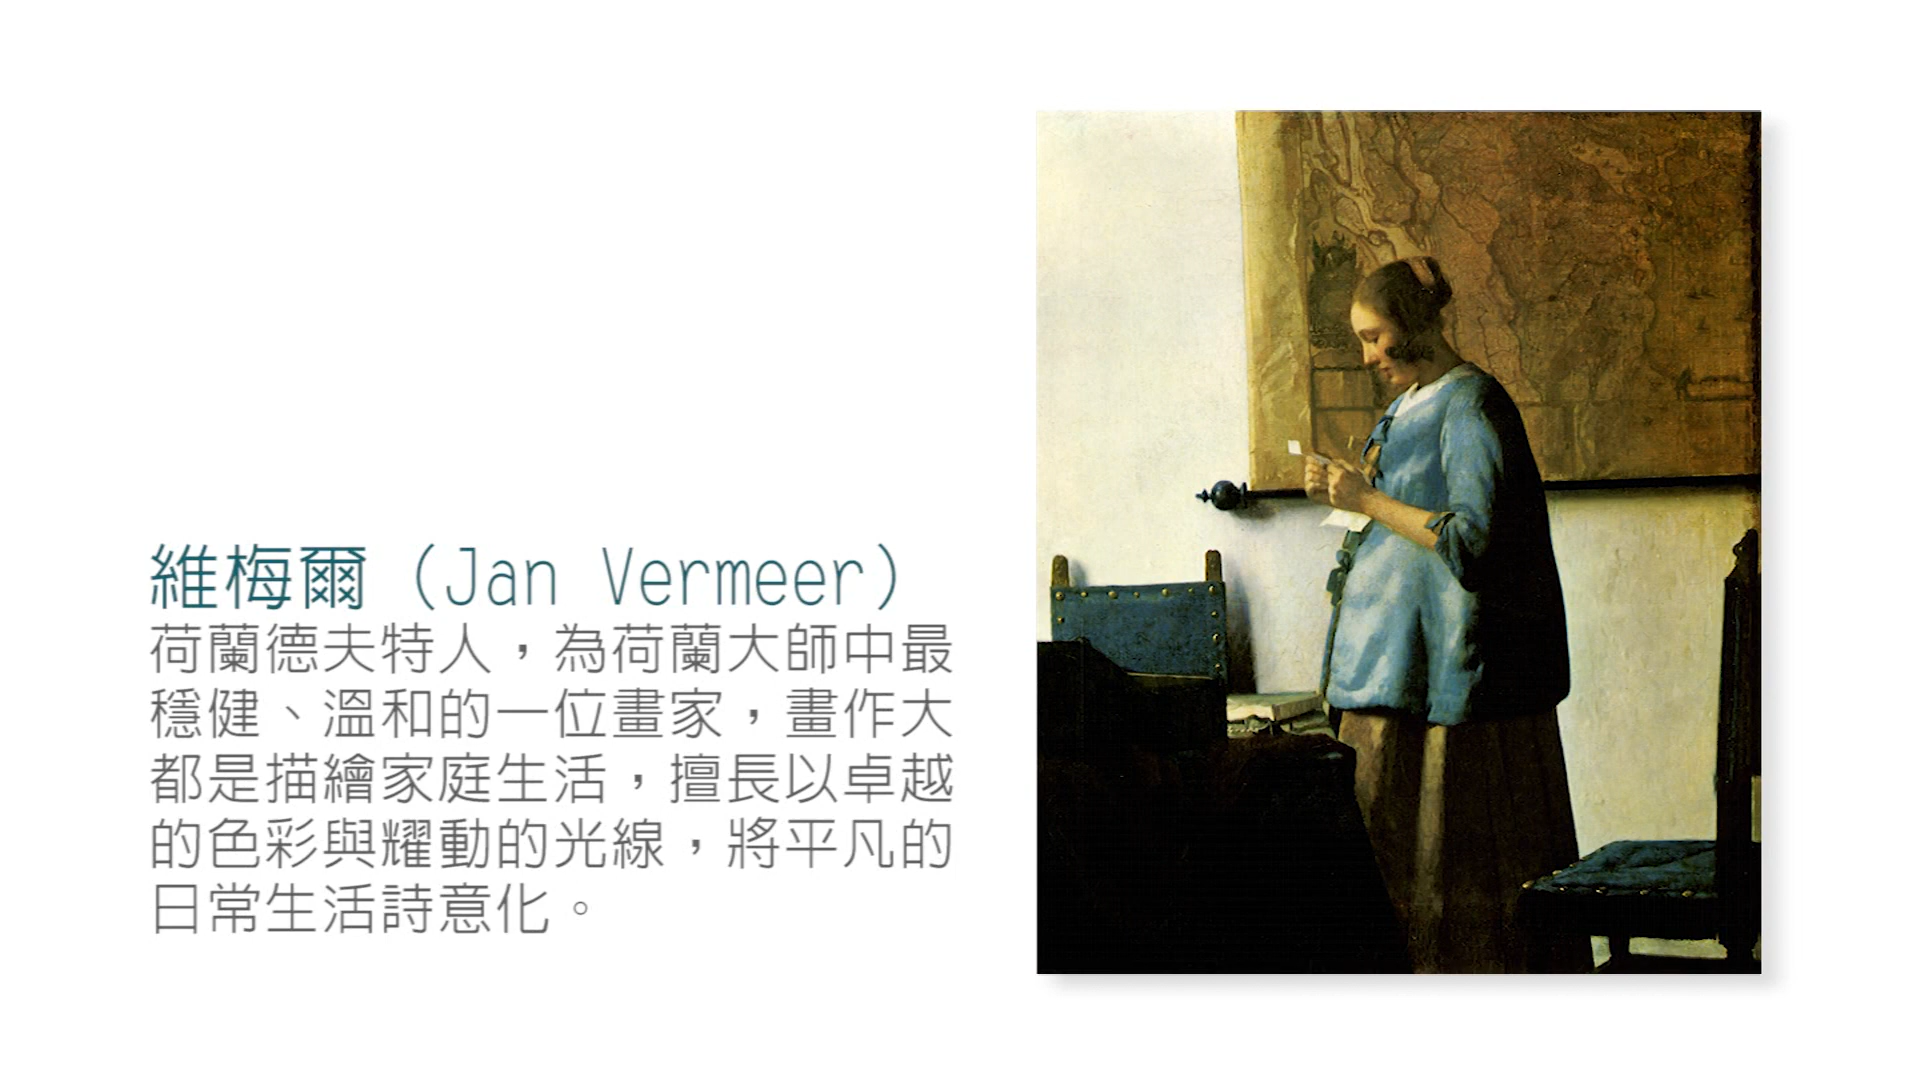 維梅爾 (Jan Vermeer)
荷蘭德夫特人，為荷蘭大師中最
穩健、溫和的一位畫家，畫作大
都是描繪家庭生活，擅長以卓越
的色彩與耀動的光線，將平凡的
日常生活詩意化。